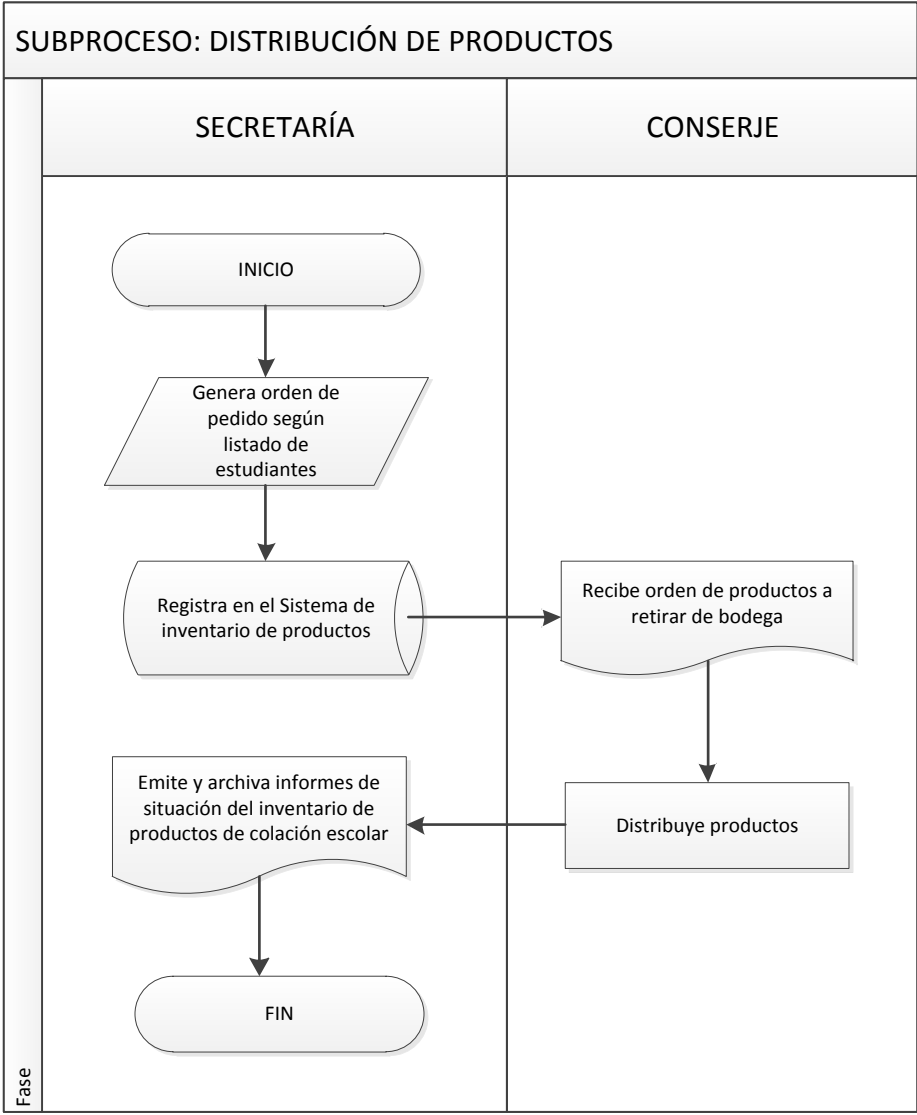 SUBPROCESO: DISTRIBUCIÓN DE PRODUCTOS
SECRETARÍA
CONSERJE
INICIO
Genera orden de
pedido según
listado de
estudiantes
Registra en el Sistema de
inventario de productos
Recibe orden de productos a
retirar de bodega
Distribuye productos
Emite y archiva informes de
situación del inventario de
productos de colación escolar
FIN
Fase